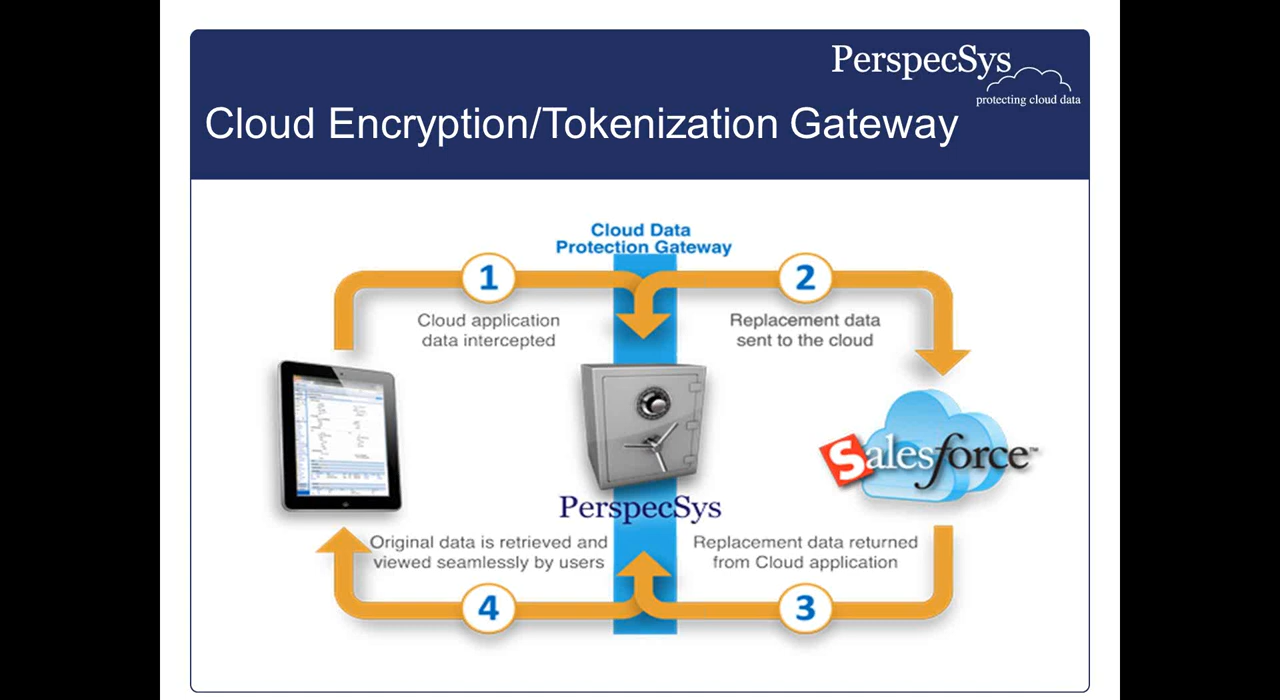 PerspecSys
protecting cloud data
Cloud Encryption/Tokenization Gateway
Cloud Data
Protection Gateway
1
2
Cloud application
data intercepted
Replacement data
sent to the cloud
Salesforce™
PerspecSys
Original data is retrieved and
viewed seamlessly by users
Replacement data returned
from Cloud application
4
3